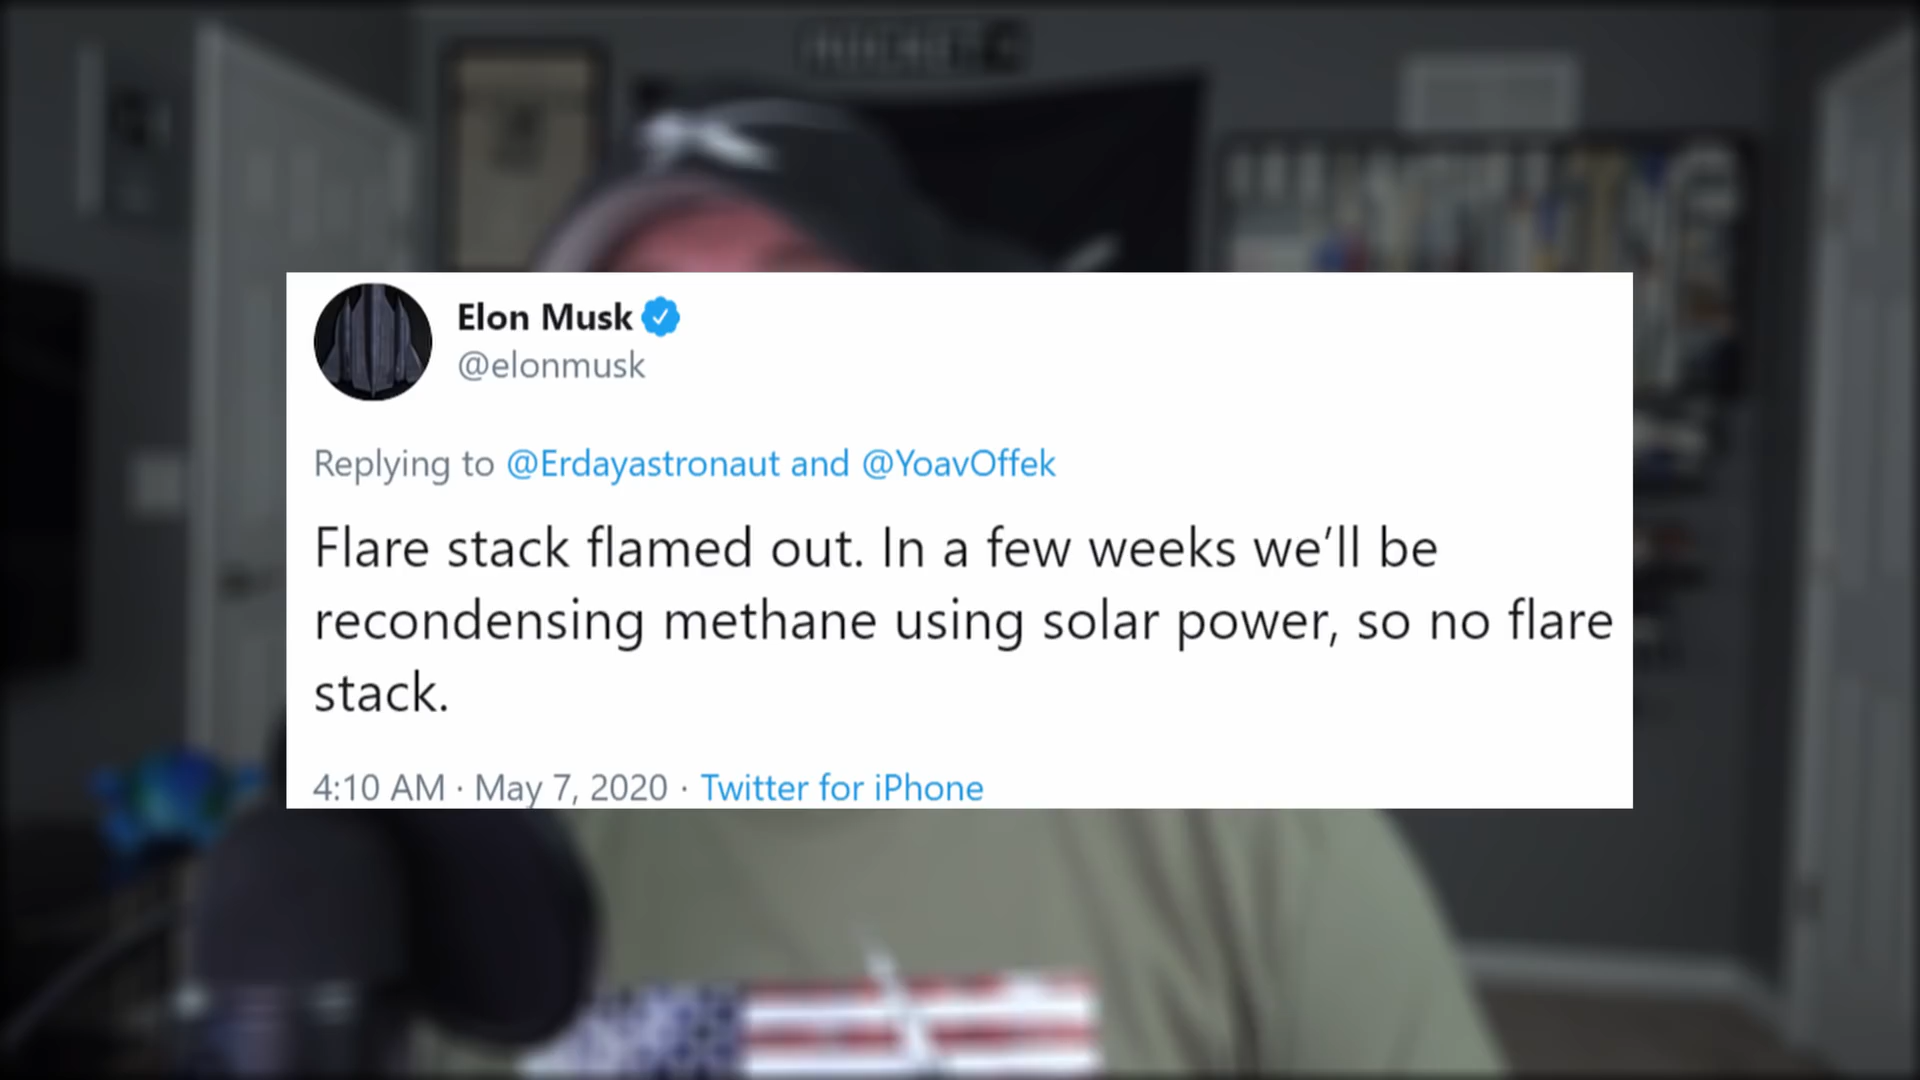 Elon Musk
@elonmusk
Replying to @Erdayastronaut and @YoavOffek
Flare stack flamed out. In a few weeks we’ll be
recondensing methane using solar power, so no flare
stack.
4:10 AM · May 7, 2020 · Twitter for iPhone